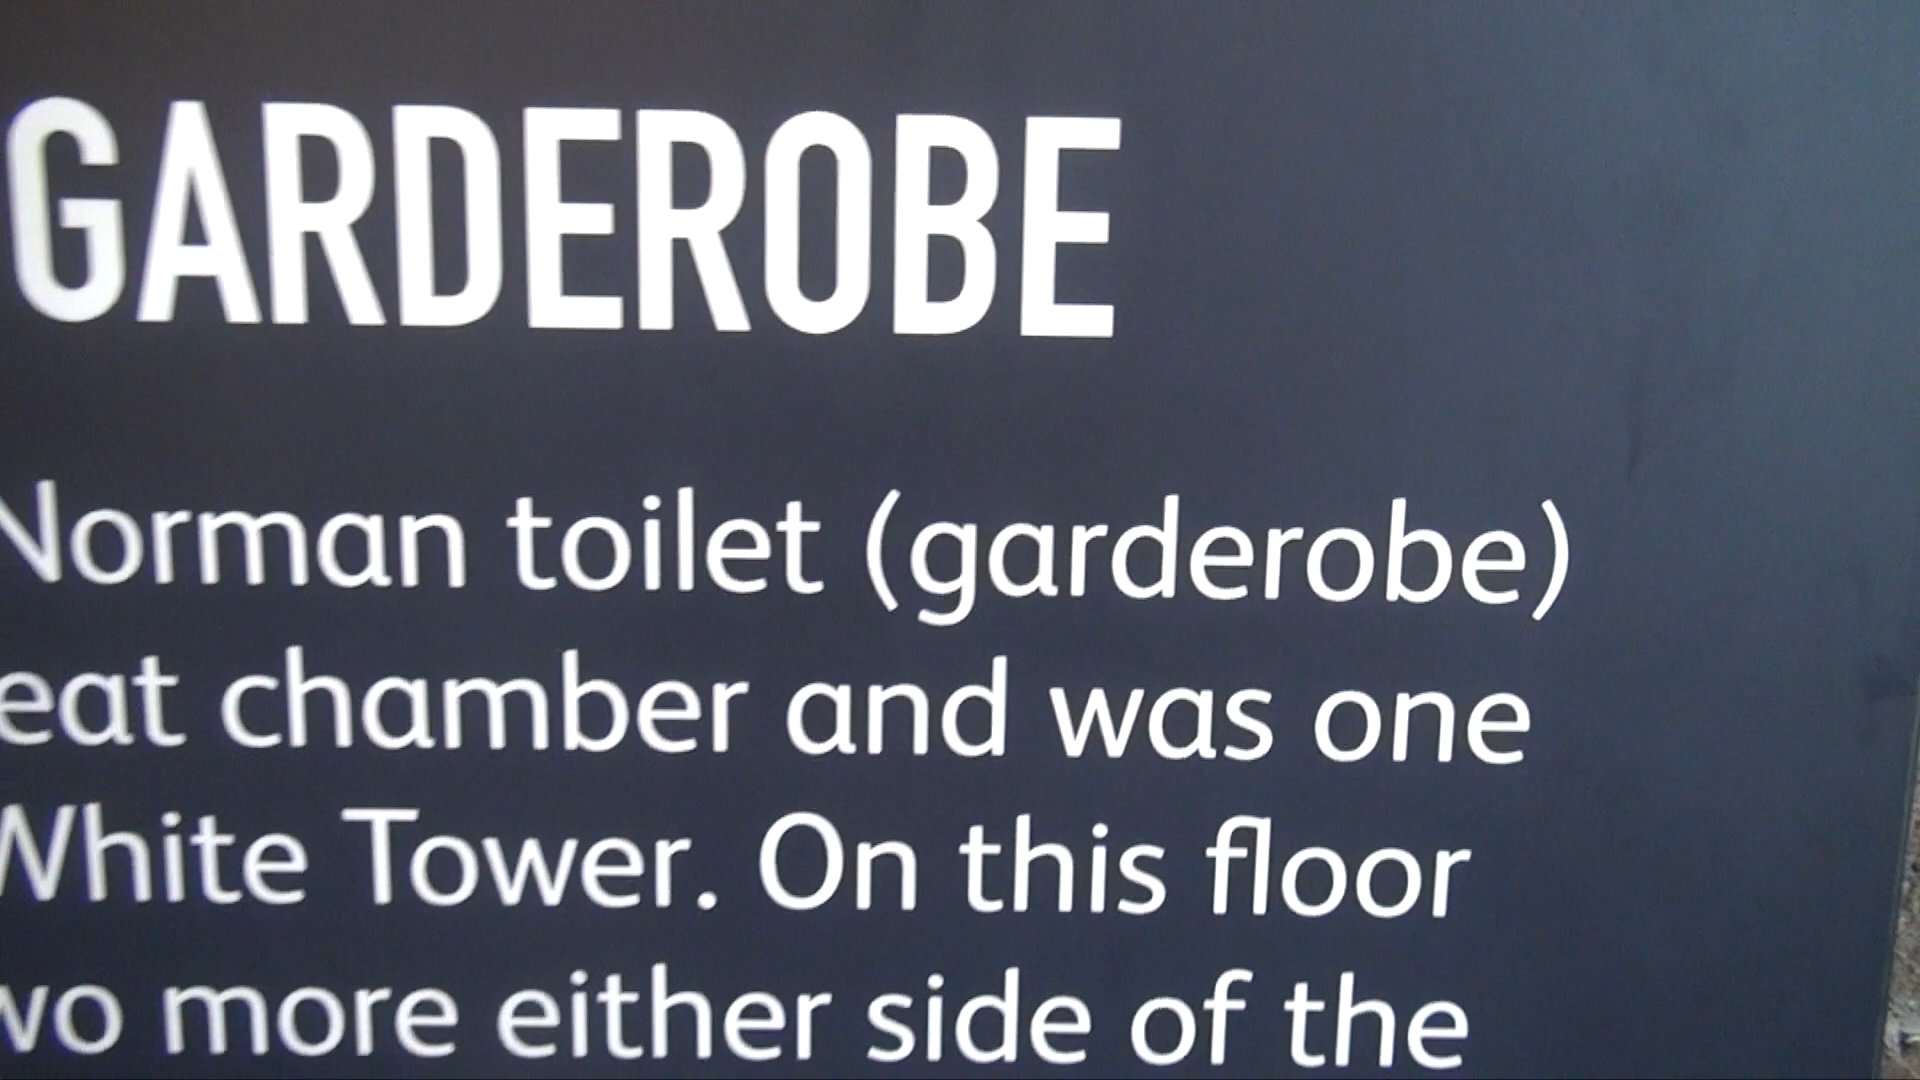 GARDEROBE
Norman toilet (garderobe)
eat chamber and was one
White Tower. On this floor
wo more either side of the